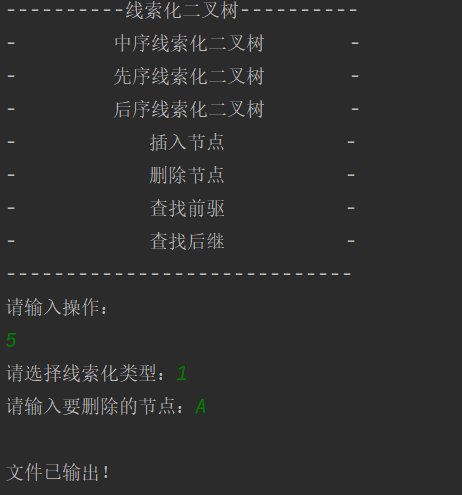 ----------线索化二叉树----------
-        中序线索化二叉树       -
-        先序线索化二叉树       -
-        后序线索化二叉树       -
-           插入节点          -
-           删除节点          -
-           查找前驱          -
-           查找后继          -
-----------------------------
请输入操作:
5
请选择线索化类型:1
请输入要删除的节点:A
文件已输出!